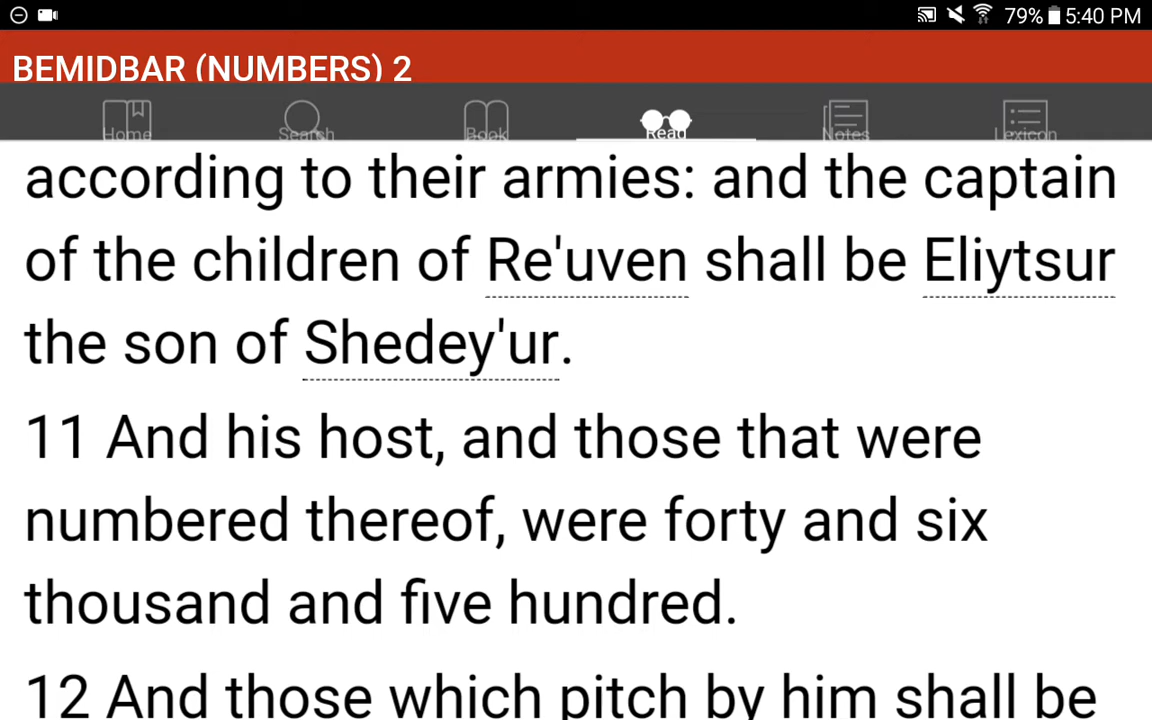 79% 5:40 PM
BEMIDBAR (NUMBERS) 2
Home Search Book Read Notes Lexicon
according to their armies: and the captain
of the children of Re'uven shall be Eliytsur
the son of Shedey'ur.
11 And his host, and those that were
numbered thereof, were forty and six
thousand and five hundred.
12 And those which pitch by him shall be